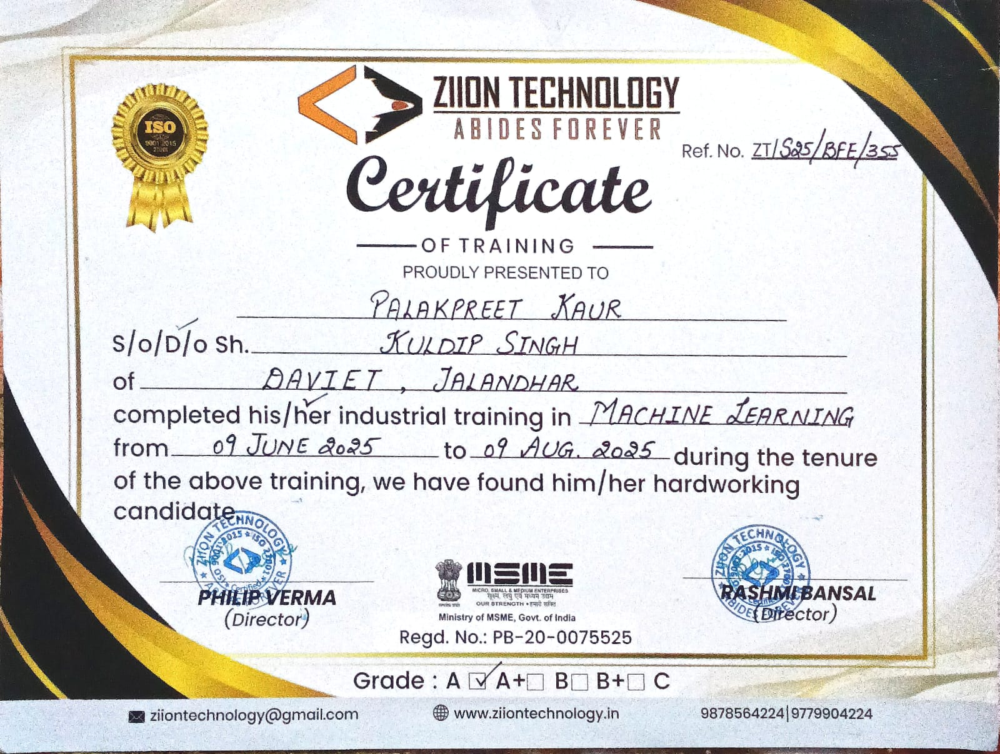 ZIION TECHNOLOGY
ABIDES FOREVER
ISO
9001:2015
27001
Ref. No. ZT/S25/BFE/355
Certificate
OF TRAINING
PROUDLY PRESENTED TO
PALAKPREET KAUR
S/o/D/o Sh. KULDIP SINGH
of DAVIET, JALANDHAR
completed his/her industrial training in MACHINE LEARNING
from 09 JUNE 2025 to 09 AUG. 2025 during the tenure
of the above training, we have found him/her hardworking
candidate.
ZIION TECHNOLOGY
ABIDES FOREVER
ISO 9001:2015 ISO 27001
Certified
PHILIP VERMA
(Director)
MSME
MICRO, SMALL & MEDIUM ENTERPRISES
सूक्ष्म, लघु एवं मध्यम उद्यम
OUR STRENGTH • हमारी शक्ति
Ministry of MSME, Govt. of India
Regd. No.: PB-20-0075525
ZIION TECHNOLOGY
ABIDES FOREVER
ISO 9001:2015 ISO 27001
Certified
RASHMI BANSAL
(Director)
Grade : A A+ B B+ C
ziiontechnology@gmail.com
www.ziiontechnology.in
9878564224|9779904224